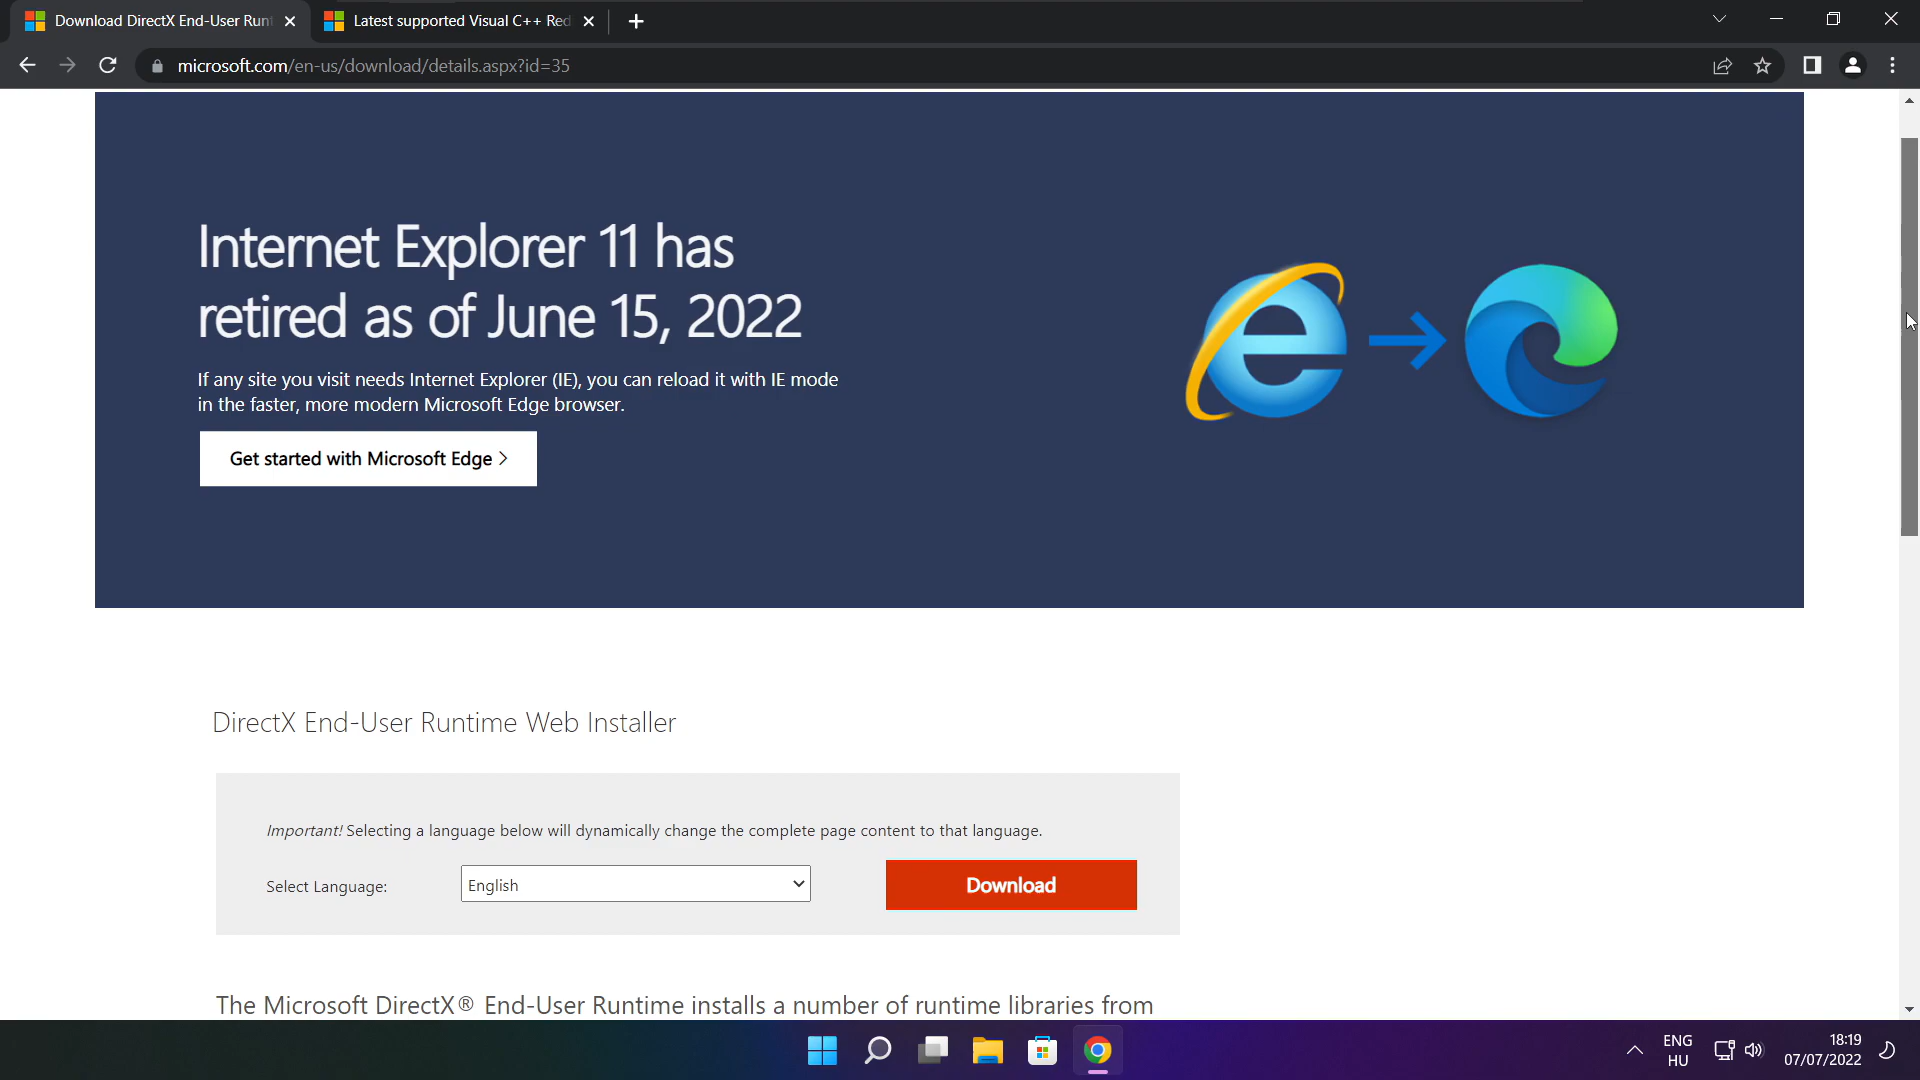 Download DirectX End-User Run
Latest supported Visual C++ Red
microsoft.com/en-us/download/details.aspx?id=35
Internet Explorer 11 has
retired as of June 15, 2022
If any site you visit needs Internet Explorer (IE), you can reload it with IE mode
in the faster, more modern Microsoft Edge browser.
Get started with Microsoft Edge >
DirectX End-User Runtime Web Installer
Important! Selecting a language below will dynamically change the complete page content to that language.
Select Language:
English
Download
The Microsoft DirectX® End-User Runtime installs a number of runtime libraries from
ENG
HU
18:19
07/07/2022